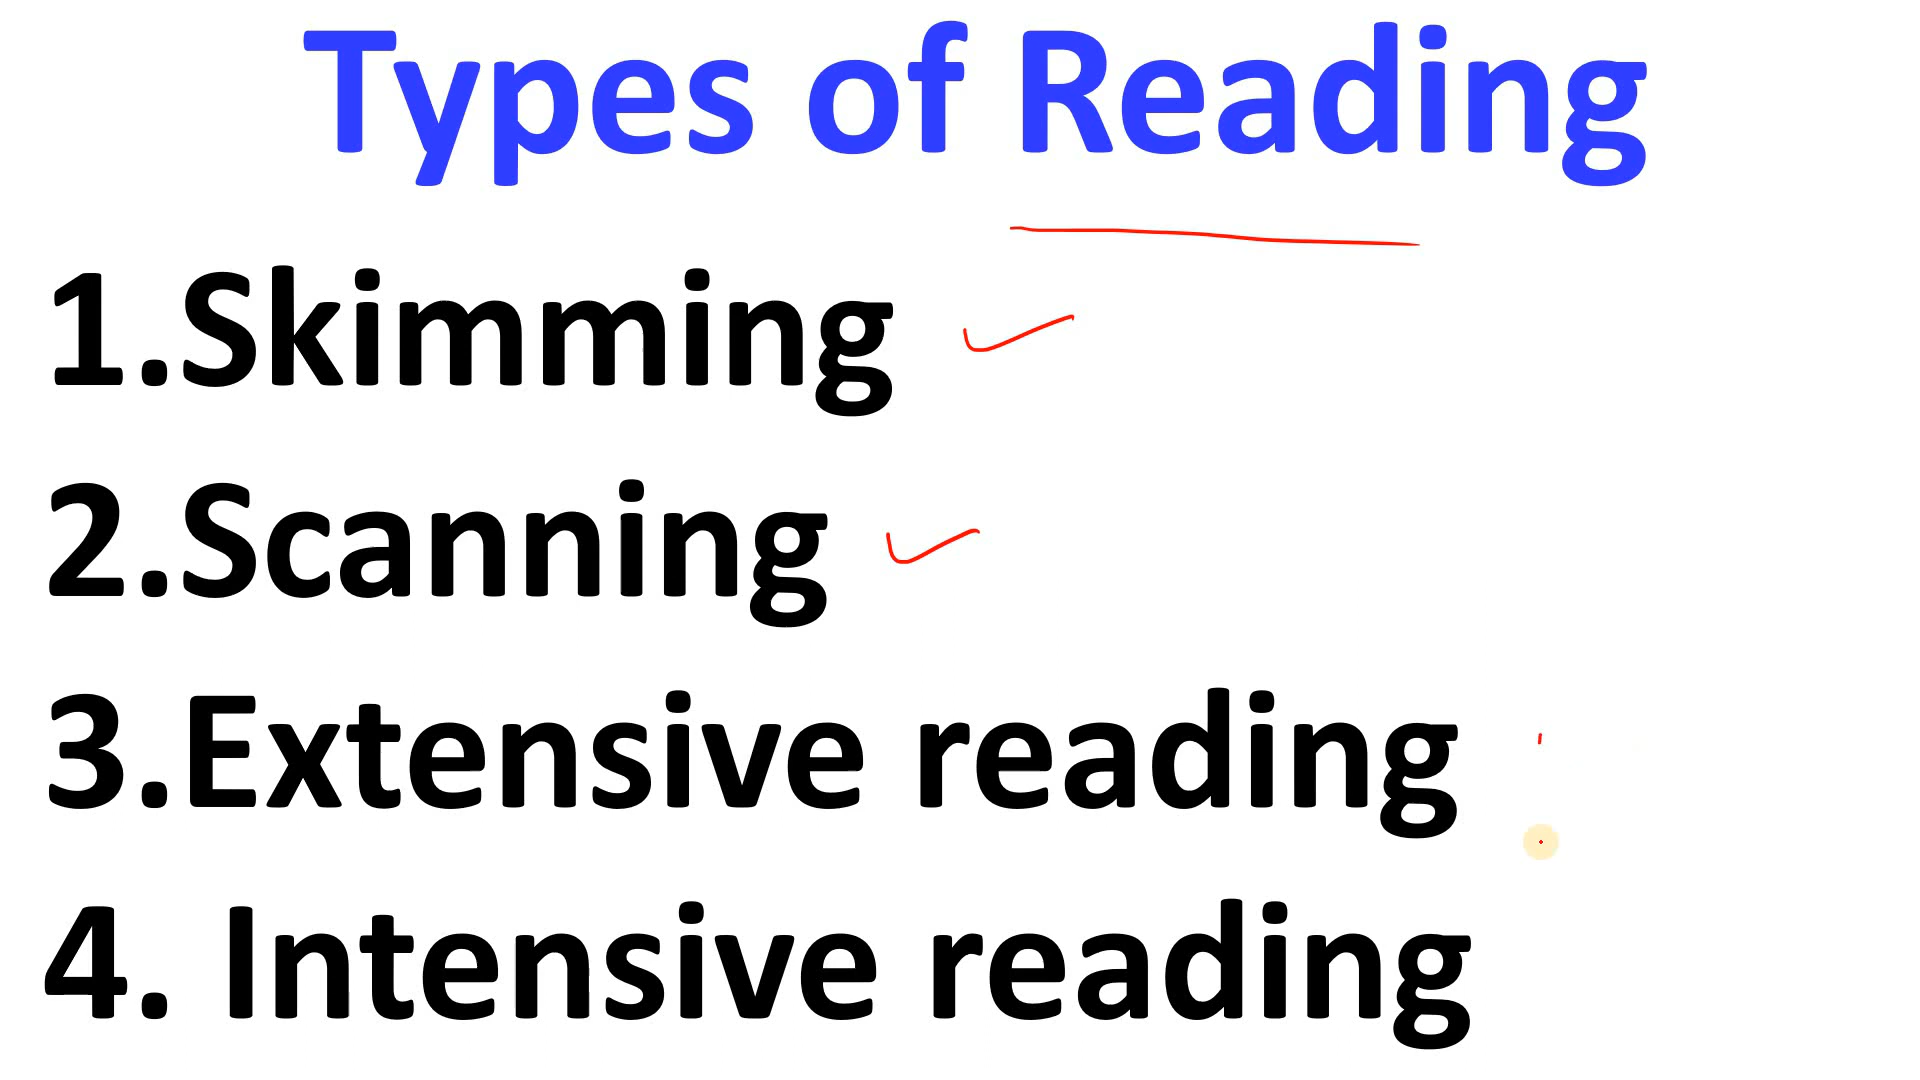 Types of Reading
1.Skimming
2.Scanning
3.Extensive reading
4. Intensive reading